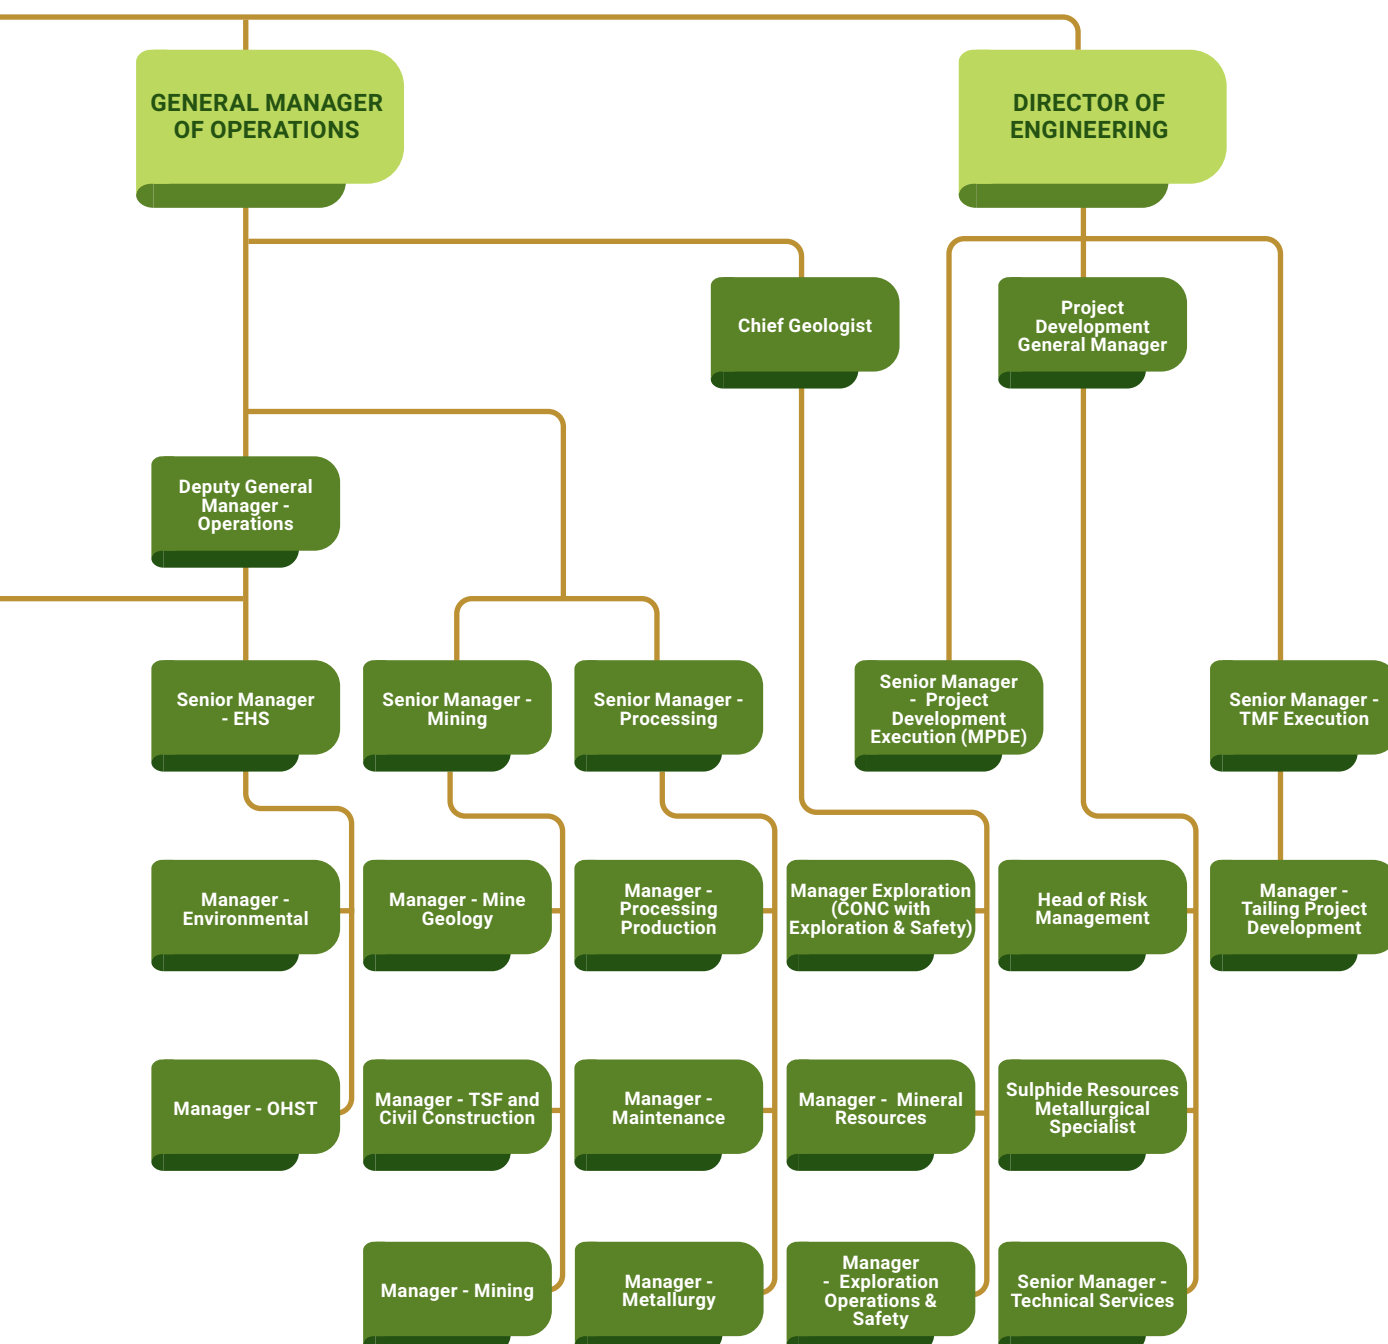 GENERAL MANAGER
OF OPERATIONS
DIRECTOR OF
ENGINEERING
Chief Geologist
Project
Development
General Manager
Deputy General
Manager -
Operations
Senior Manager
- EHS
Senior Manager -
Mining
Senior Manager -
Processing
Senior Manager
- Project
Development
Execution (MPDE)
Senior Manager -
TMF Execution
Manager -
Environmental
Manager - Mine
Geology
Manager -
Processing
Production
Manager Exploration
(CONC with
Exploration & Safety)
Head of Risk
Management
Manager -
Tailing Project
Development
Manager - OHST
Manager - TSF and
Civil Construction
Manager -
Maintenance
Manager - Mineral
Resources
Sulphide Resources
Metallurgical
Specialist
Manager - Mining
Manager -
Metallurgy
Manager
- Exploration
Operations &
Safety
Senior Manager -
Technical Services